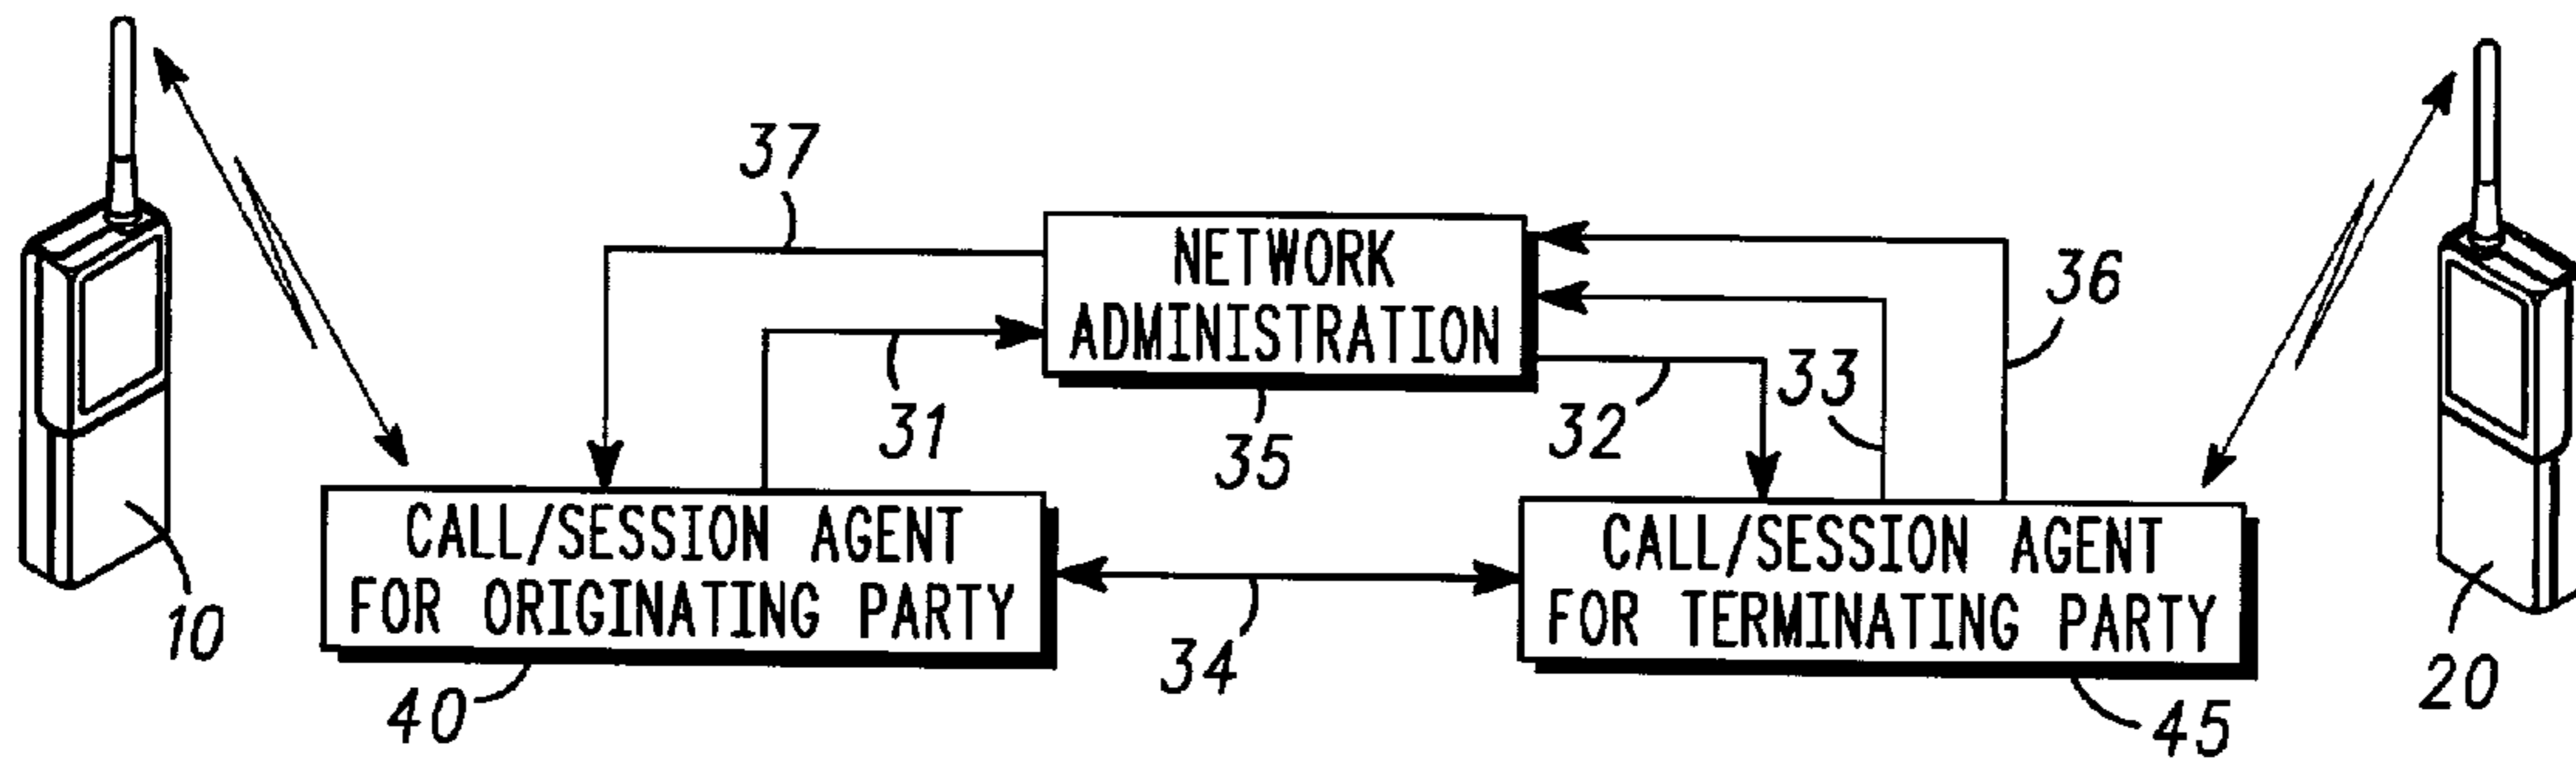 37
NETWORK
ADMINISTRATION
36
31
35
32
33
CALL/SESSION AGENT
FOR ORIGINATING PARTY
CALL/SESSION AGENT
FOR TERMINATING PARTY
10
34
20
40
45